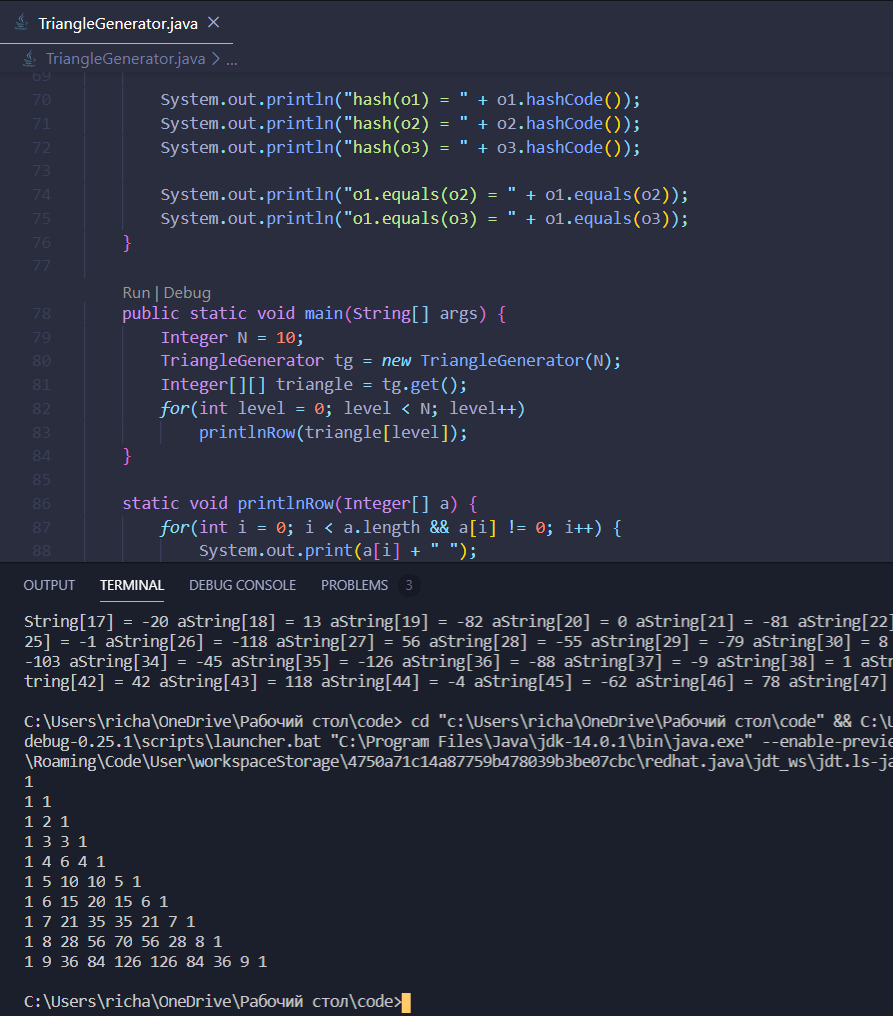 TriangleGenerator.java ×
TriangleGenerator.java > ...
69
70 System.out.println("hash(o1) = " + o1.hashCode());
71 System.out.println("hash(o2) = " + o2.hashCode());
72 System.out.println("hash(o3) = " + o3.hashCode());
73
74 System.out.println("o1.equals(o2) = " + o1.equals(o2));
75 System.out.println("o1.equals(o3) = " + o1.equals(o3));
76 }
77
Run | Debug
78 public static void main(String[] args) {
79 Integer N = 10;
80 TriangleGenerator tg = new TriangleGenerator(N);
81 Integer[][] triangle = tg.get();
82 for(int level = 0; level < N; level++)
83 printlnRow(triangle[level]);
84 }
85
86 static void printlnRow(Integer[] a) {
87 for(int i = 0; i < a.length && a[i] != 0; i++) {
88 System.out.print(a[i] + " ");
OUTPUT TERMINAL DEBUG CONSOLE PROBLEMS 3
String[17] = -20 aString[18] = 13 aString[19] = -82 aString[20] = 0 aString[21] = -81 aString[22]
25] = -1 aString[26] = -118 aString[27] = 56 aString[28] = -55 aString[29] = -79 aString[30] = 8
-103 aString[34] = -45 aString[35] = -126 aString[36] = -88 aString[37] = -9 aString[38] = 1 aStr
tring[42] = 42 aString[43] = 118 aString[44] = -4 aString[45] = -62 aString[46] = 78 aString[47]
C:\Users\richa\OneDrive\Рабочий стол\code> cd "c:\Users\richa\OneDrive\Рабочий стол\code" && C:\U
debug-0.25.1\scripts\launcher.bat "C:\Program Files\Java\jdk-14.0.1\bin\java.exe" --enable-previe
\Roaming\Code\User\workspaceStorage\4750a71c14a87759b478039b3be07cbc\redhat.java\jdt_ws\jdt.ls-ja
1
1 1
1 2 1
1 3 3 1
1 4 6 4 1
1 5 10 10 5 1
1 6 15 20 15 6 1
1 7 21 35 35 21 7 1
1 8 28 56 70 56 28 8 1
1 9 36 84 126 126 84 36 9 1
C:\Users\richa\OneDrive\Рабочий стол\code>